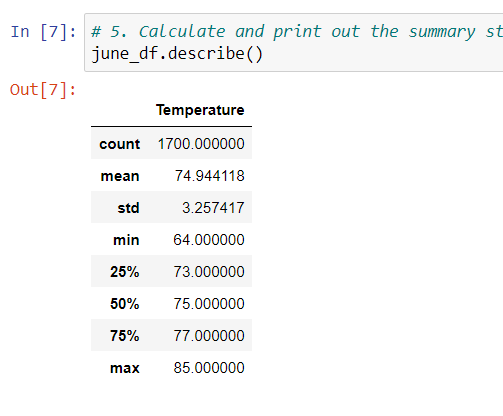 In [7]: # 5. Calculate and print out the summary
june_df.describe()
Out[7]:
Temperature
count 1700.000000
mean 74.944118
std 3.257417
min 64.000000
25% 73.000000
50% 75.000000
75% 77.000000
max 85.000000